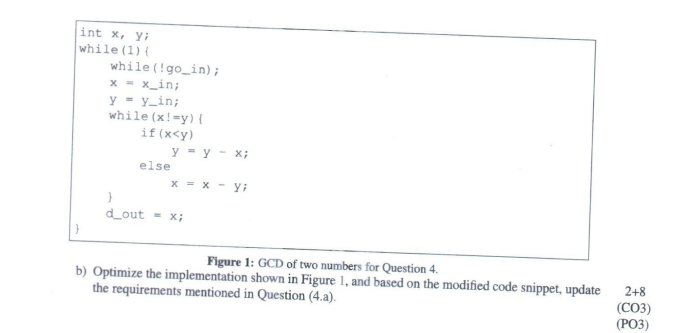 int x, y;
while(1){
while(!go_in);
x = x_in;
y = y_in;
while(x!=y){
if(x<y)
y = y - x;
else
x = x - y;
}
d_out = x;
}
Figure 1: GCD of two numbers for Question 4.
b) Optimize the implementation shown in Figure 1, and based on the modified code snippet, update 2+8
the requirements mentioned in Question (4.a). (CO3)
(PO3)